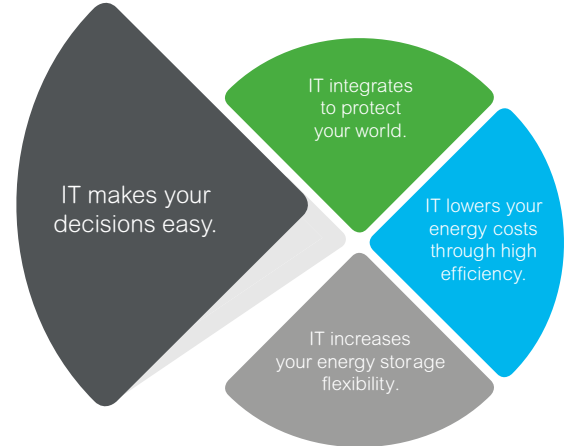 IT makes your
decisions easy.
IT integrates
to protect
your world.
IT lowers your
energy costs
through high
efficiency.
IT increases
your energy storage
flexibility.